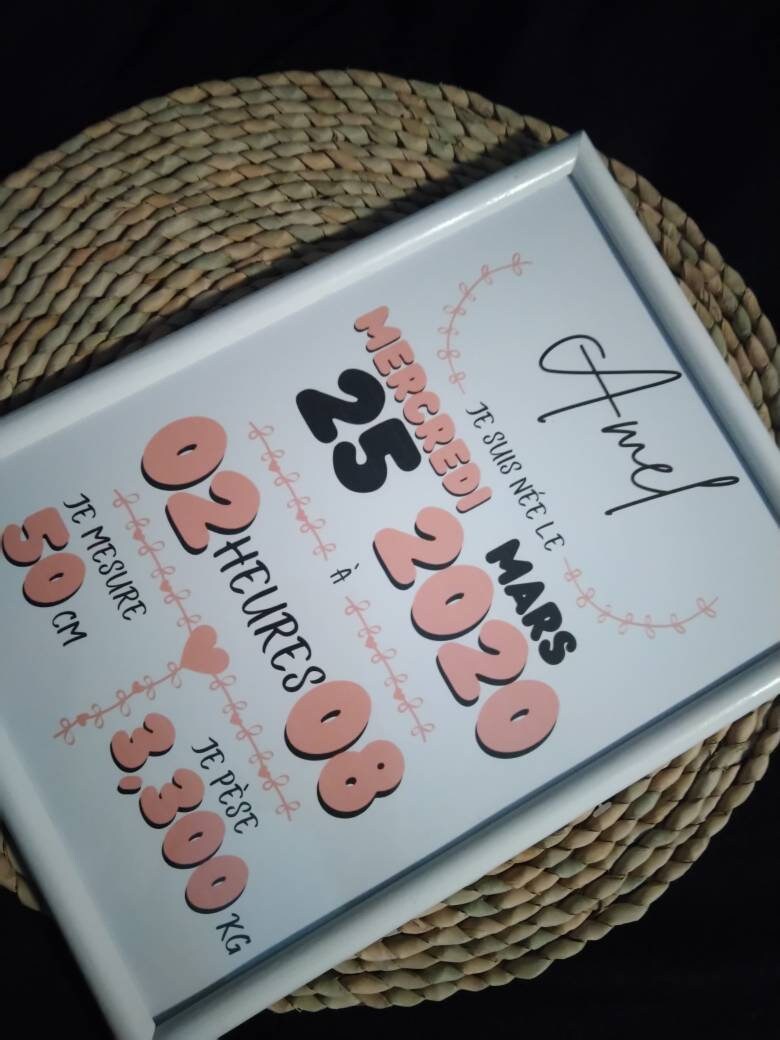 Amel
JE SUIS NÉE LE
MERCREDI
25 MARS
2020
À
02 HEURES 08
JE MESURE
50 CM
JE PÈSE
3,300 KG